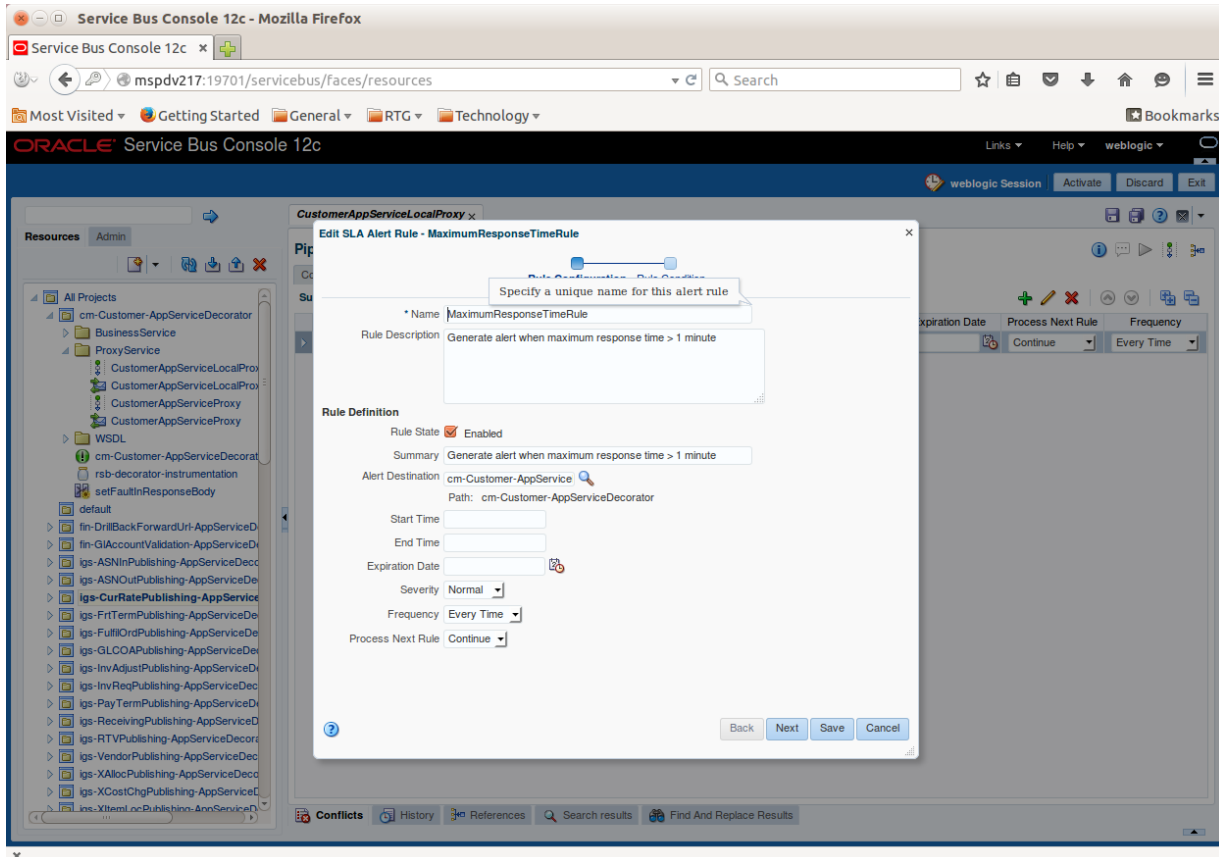 Service Bus Console 12c - Mozilla Firefox
Service Bus Console 12c
mspdv217:19701/servicebus/faces/resources
Search
Most Visited
Getting Started
General
RTG
Technology
Bookmarks
ORACLE Service Bus Console 12c
Links
Help
weblogic
weblogic Session
Activate
Discard
Exit
CustomerAppServiceLocalProxy
Resources
Admin
All Projects
cm-Customer-AppServiceDecorator
BusinessService
ProxyService
CustomerAppServiceLocalProx
CustomerAppServiceLocalProx
CustomerAppServiceProxy
CustomerAppServiceProxy
WSDL
cm-Customer-AppServiceDecorat
rsb-decorator-instrumentation
setFaultInResponseBody
default
fin-DrillBackForwardUrl-AppServiceD
fin-GlAccountValidation-AppServiceDe
igs-ASNInPublishing-AppServiceDeco
igs-ASNOutPublishing-AppServiceDe
igs-CurRatePublishing-AppService
igs-FrtTermPublishing-AppServiceDe
igs-FulfilOrdPublishing-AppServiceDe
igs-GLCOAPublishing-AppServiceDec
igs-InvAdjustPublishing-AppServiceDe
igs-InvReqPublishing-AppServiceDec
igs-PayTermPublishing-AppServiceDe
igs-ReceivingPublishing-AppServiceD
igs-RTVPublishing-AppServiceDecora
igs-VendorPublishing-AppServiceDec
igs-XAllocPublishing-AppServiceDeco
igs-XCostChgPublishing-AppServiceD
igs-XItemLocPublishing-AppServiceD
Pip
Co
Su
Expiration Date
Process Next Rule
Frequency
Continue
Every Time
Edit SLA Alert Rule - MaximumResponseTimeRule
Rule Configuration
Rule Condition
Specify a unique name for this alert rule
* Name MaximumResponseTimeRule
Rule Description Generate alert when maximum response time > 1 minute
Rule Definition
Rule State Enabled
Summary Generate alert when maximum response time > 1 minute
Alert Destination cm-Customer-AppService
Path: cm-Customer-AppServiceDecorator
Start Time
End Time
Expiration Date
Severity Normal
Frequency Every Time
Process Next Rule Continue
Back
Next
Save
Cancel
Conflicts
History
References
Search results
Find And Replace Results